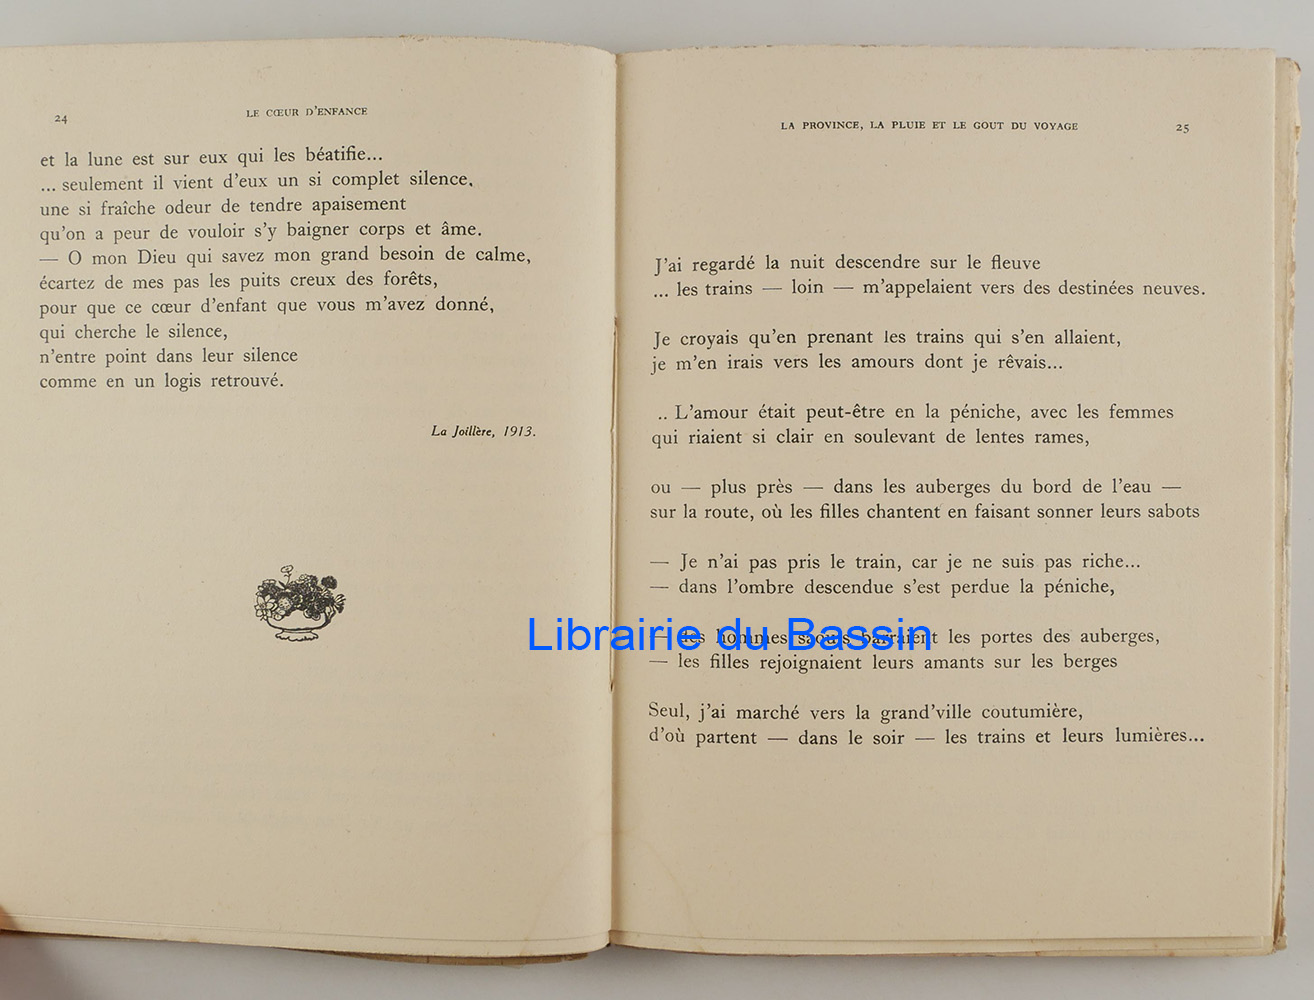 24
LE CŒUR D'ENFANCE
et la lune est sur eux qui les béatifie...
... seulement il vient d'eux un si complet silence,
une si fraîche odeur de tendre apaisement
qu'on a peur de vouloir s'y baigner corps et âme.
— O mon Dieu qui savez mon grand besoin de calme,
écartez de mes pas les puits creux des forêts,
pour que ce cœur d'enfant que vous m'avez donné,
qui cherche le silence,
n'entre point dans leur silence
comme en un logis retrouvé.
La Joillère, 1913.
LA PROVINCE, LA PLUIE ET LE GOUT DU VOYAGE
25
J'ai regardé la nuit descendre sur le fleuve
... les trains — loin — m'appelaient vers des destinées neuves.
Je croyais qu'en prenant les trains qui s'en allaient,
je m'en irais vers les amours dont je rêvais...
.. L'amour était peut-être en la péniche, avec les femmes
qui riaient si clair en soulevant de lentes rames,
ou — plus près — dans les auberges du bord de l'eau —
sur la route, où les filles chantent en faisant sonner leurs sabots
— Je n'ai pas pris le train, car je ne suis pas riche...
— dans l'ombre descendue s'est perdue la péniche,
— des hommes saouls barraient les portes des auberges,
— les filles rejoignaient leurs amants sur les berges
Seul, j'ai marché vers la grand'ville coutumière,
d'où partent — dans le soir — les trains et leurs lumières...
Librairie du Bassin